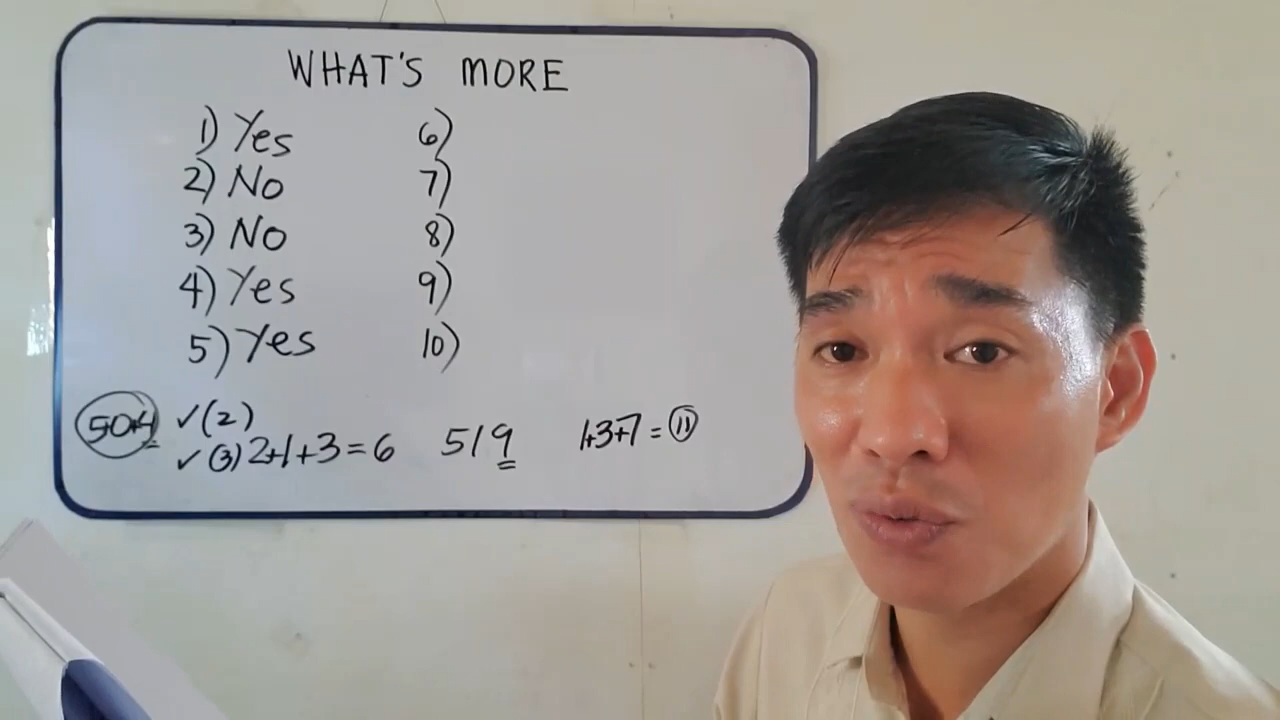 WHAT'S MORE
1) Yes
2) No
3) No
4) Yes
5) Yes
6)
7)
8)
9)
10)
504 ✓(2)
✓(3) 2+1+3=6
519
1+3+7=11